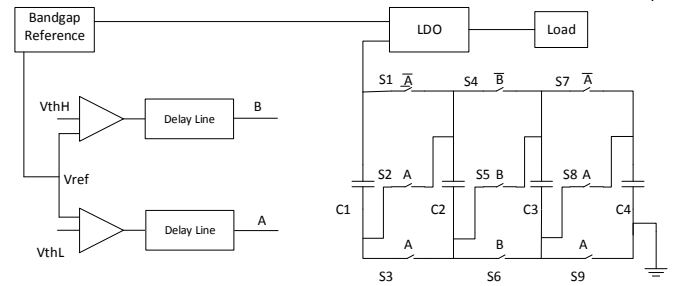 Bandgap
Reference
LDO
Load
S1 A̅ S4 B̅ S7 A̅
VthH
B
Delay Line
S2 A S5 B S8 A
Vref
C1 C2 C3 C4
Delay Line
A
VthL
A B A
S3 S6 S9